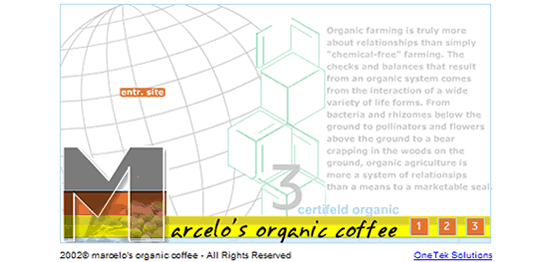 Organic farming is truly more
about relationships than simply
"chemical-free" farming. The
checks and balances that result
from an organic system comes
from the interaction of a wide
variety of life forms. From
bacteria and rhizomes below the
ground to pollinators and flowers
above the ground to a bear
crapping in the woods on the
ground, organic agriculture is
more a system of relationships
than a means to a marketable seal.
entr. site
3
certifeld organic
Marcelo's organic coffee
1 2 3
2002© marcelo's organic coffee - All Rights Reserved
OneTek Solutions